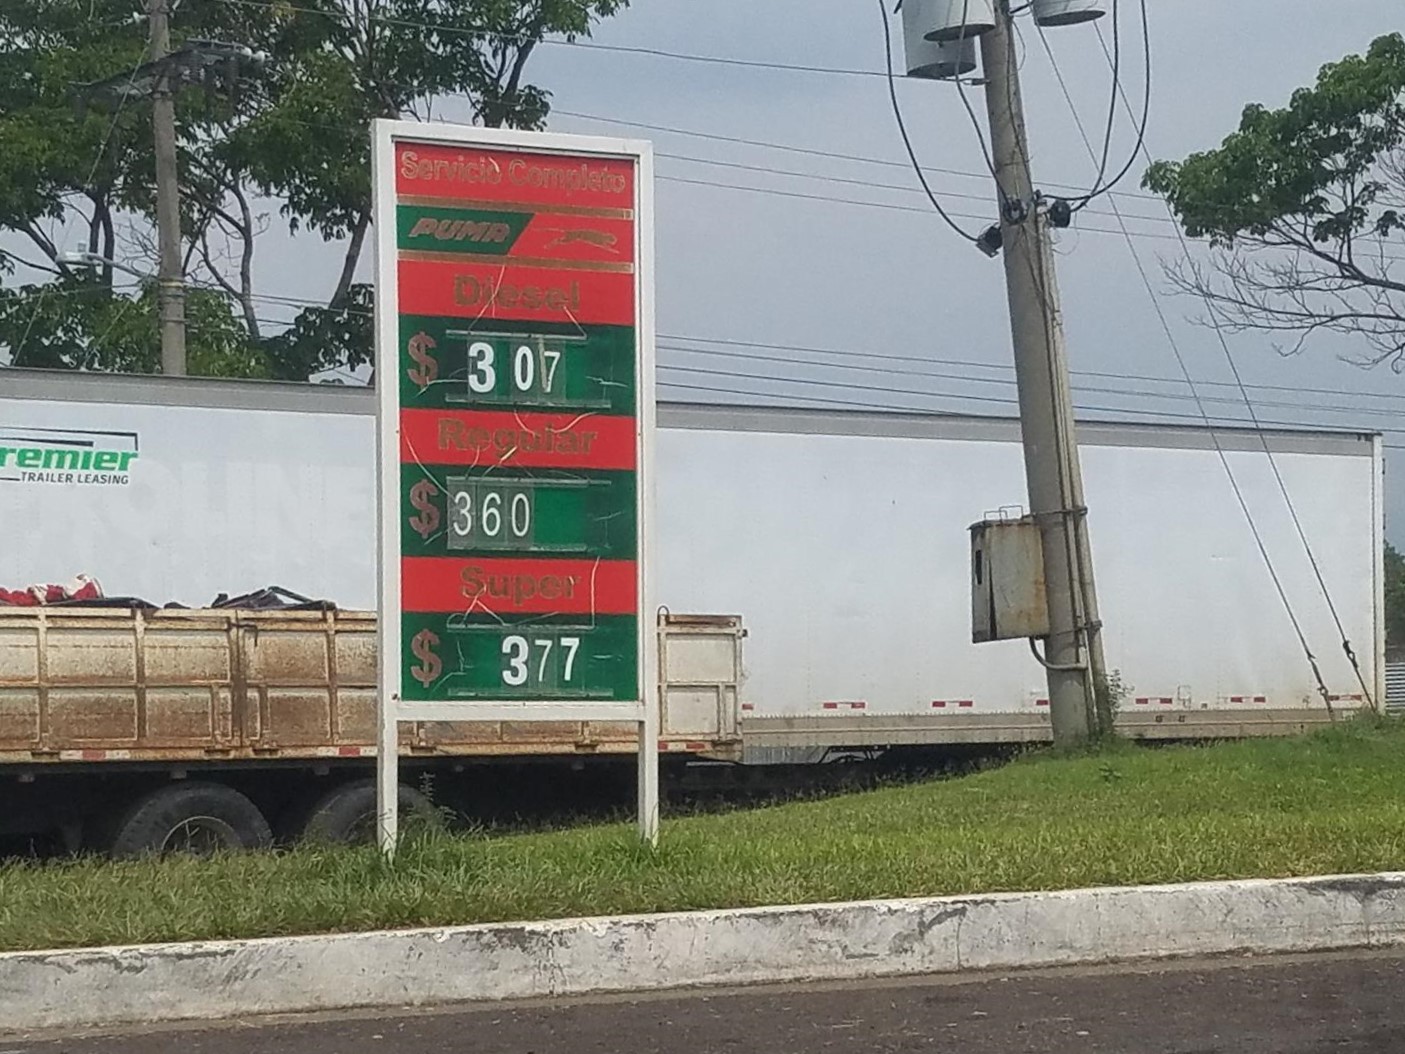 Servicio Completo
PUMA
Diesel
$ 3 07
Regular
$ 360
Super
$ 377
remier
TRAILER LEASING